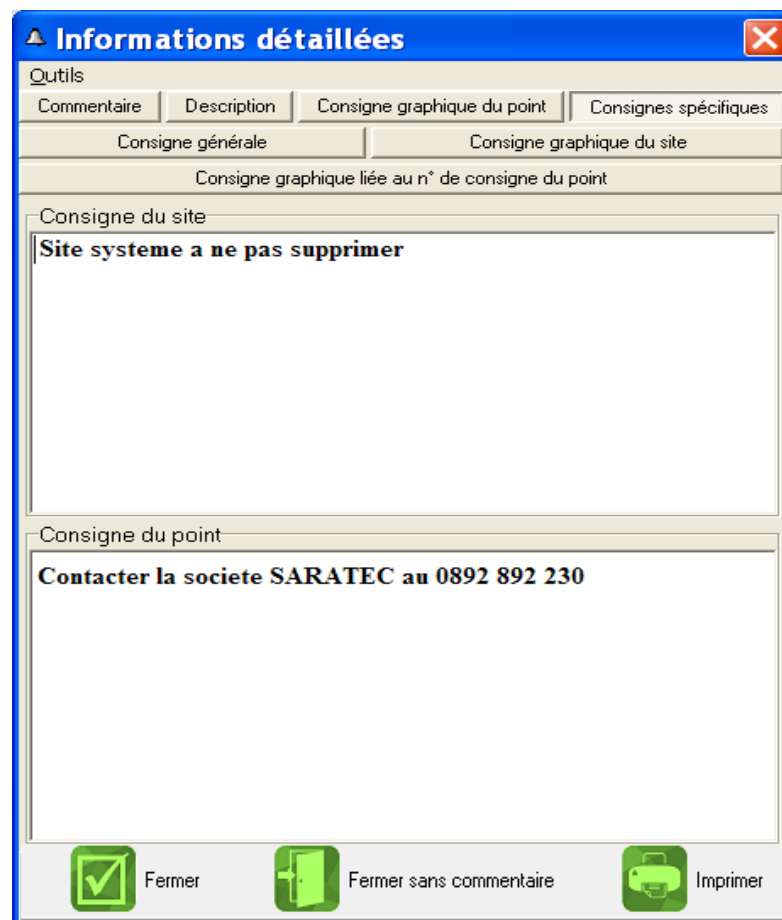 Informations détaillées
Outils
Commentaire Description Consigne graphique du point Consignes spécifiques
Consigne générale Consigne graphique du site
Consigne graphique liée au n° de consigne du point
Consigne du site
Site systeme a ne pas supprimer
Consigne du point
Contacter la societe SARATEC au 0892 892 230
Fermer Fermer sans commentaire Imprimer